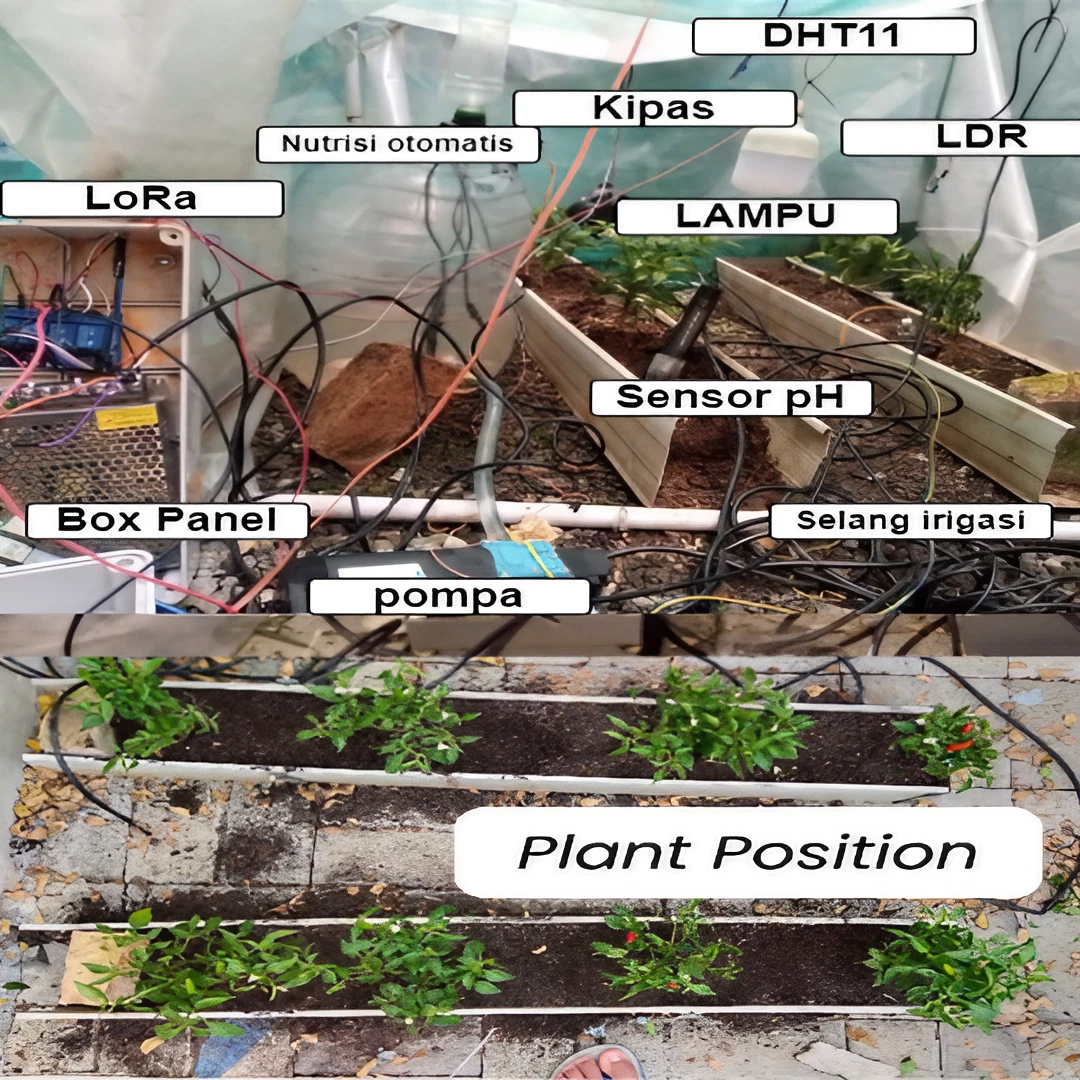 DHT11
Kipas
LDR
Nutrisi otomatis
LoRa
LAMPU
Sensor pH
Box Panel
Selang irigasi
pompa
Plant Position